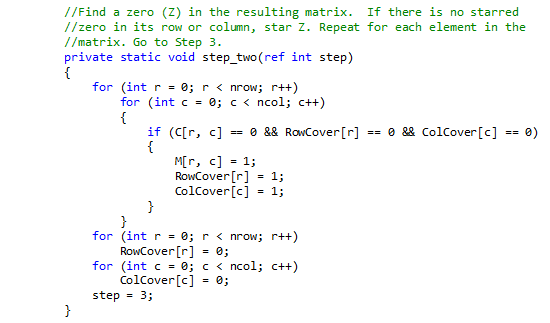 //Find a zero (Z) in the resulting matrix.  If there is no starred
//zero in its row or column, star Z. Repeat for each element in the
//matrix. Go to Step 3.
private static void step_two(ref int step)
{
    for (int r = 0; r < nrow; r++)
        for (int c = 0; c < ncol; c++)
        {
            if (C[r, c] == 0 && RowCover[r] == 0 && ColCover[c] == 0)
            {
                M[r, c] = 1;
                RowCover[r] = 1;
                ColCover[c] = 1;
            }
        }
    for (int r = 0; r < nrow; r++)
        RowCover[r] = 0;
    for (int c = 0; c < ncol; c++)
        ColCover[c] = 0;
    step = 3;
}